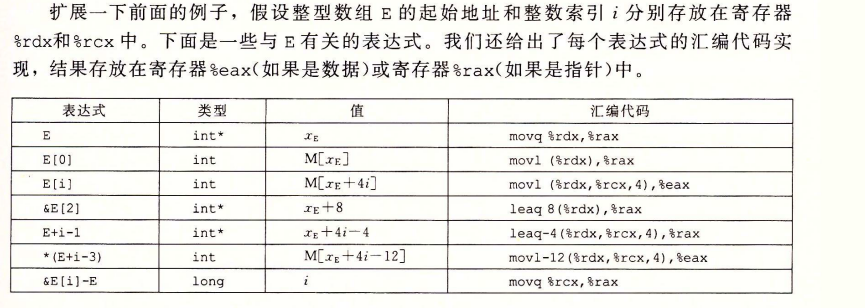 扩展一下前面的例子，假设整型数组 E 的起始地址和整数索引 i 分别存放在寄存器
%rdx和%rcx 中。下面是一些与 E 有关的表达式。我们还给出了每个表达式的汇编代码实
现，结果存放在寄存器%eax(如果是数据)或寄存器%rax(如果是指针)中。
表达式 类型 值 汇编代码
E int* xE movq %rdx,%rax
E[0] int M[xE] movl (%rdx),%rax
E[i] int M[xE+4i] movl (%rdx,%rcx,4),%eax
&E[2] int* xE+8 leaq 8(%rdx),%rax
E+i-1 int* xE+4i-4 leaq-4(%rdx,%rcx,4),%rax
*(E+i-3) int M[xE+4i-12] movl-12(%rdx,%rcx,4),%eax
&E[i]-E long i movq %rcx,%rax